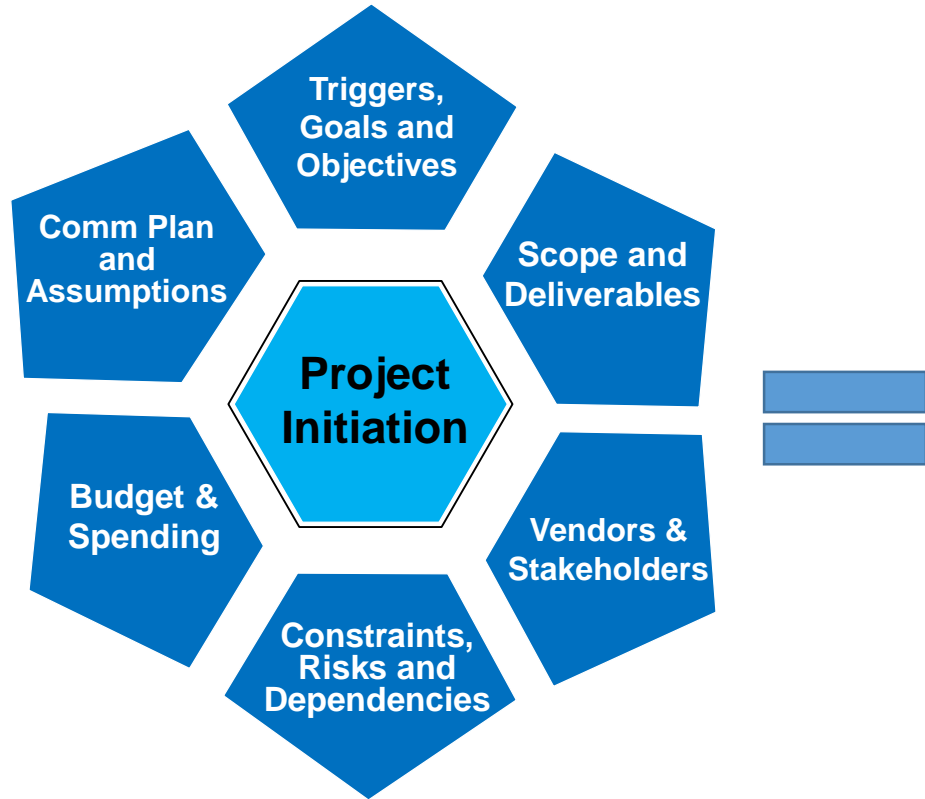 Triggers,
Goals and
Objectives
Scope and
Deliverables
Vendors &
Stakeholders
Constraints,
Risks and
Dependencies
Budget &
Spending
Comm Plan
and
Assumptions
Project
Initiation